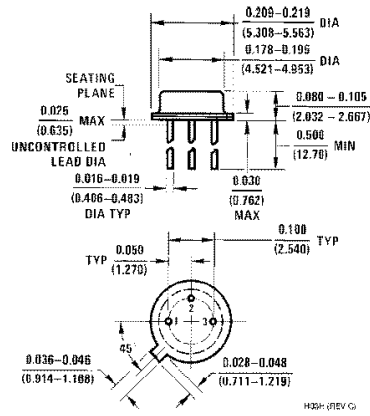 0.209–0.219 DIA
(5.308–5.563)
0.178–0.195 DIA
(4.521–4.953)
SEATING
PLANE
0.080–0.105
(2.032–2.667)
0.025 MAX
(0.635)
0.500 MIN
(12.70)
UNCONTROLLED
LEAD DIA
0.016–0.019
(0.406–0.483)
DIA TYP
0.030
(0.762)
MAX
0.100 TYP
(2.540)
TYP 0.050
(1.270)
1
2
3
45
0.036–0.046
(0.914–1.168)
0.028–0.048
(0.711–1.219)
(REV C)